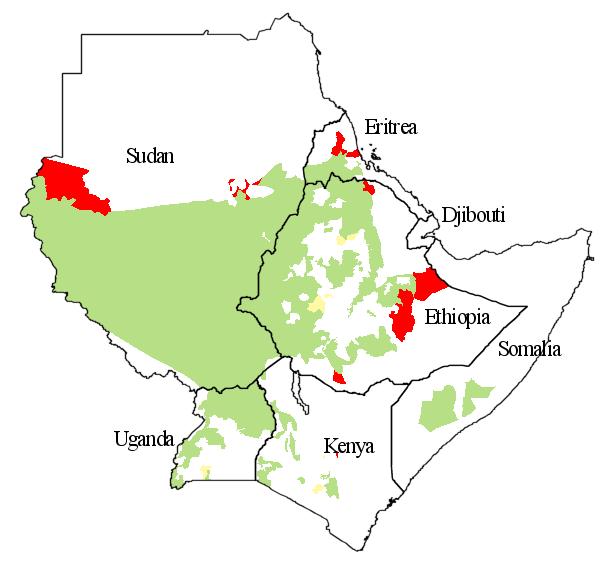 Eritrea
Sudan
Djibouti
Ethiopia
Somalia
Uganda
Kenya